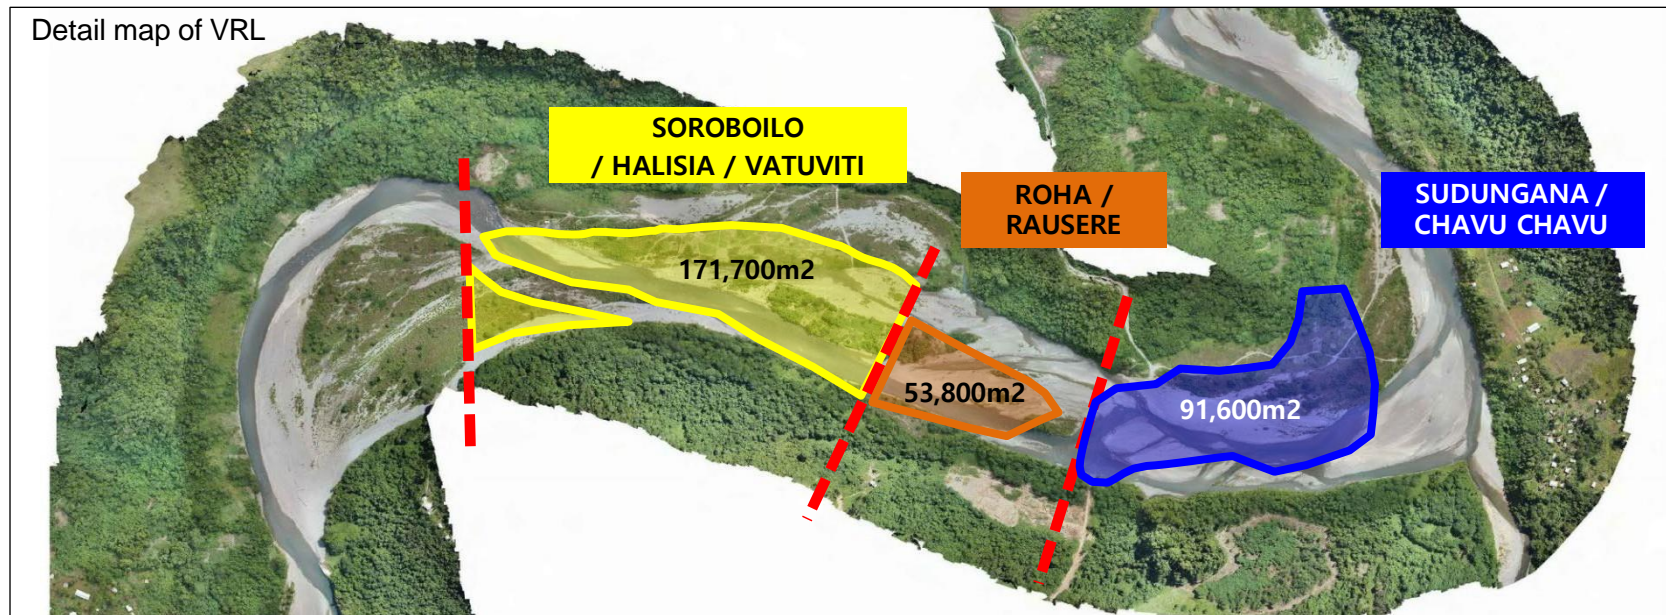 Detail map of VRL
SOROBOILO
/ HALISIA / VATUVITI
ROHA /
RAUSERE
SUDUNGANA /
CHAVU CHAVU
171,700m2
53,800m2
91,600m2